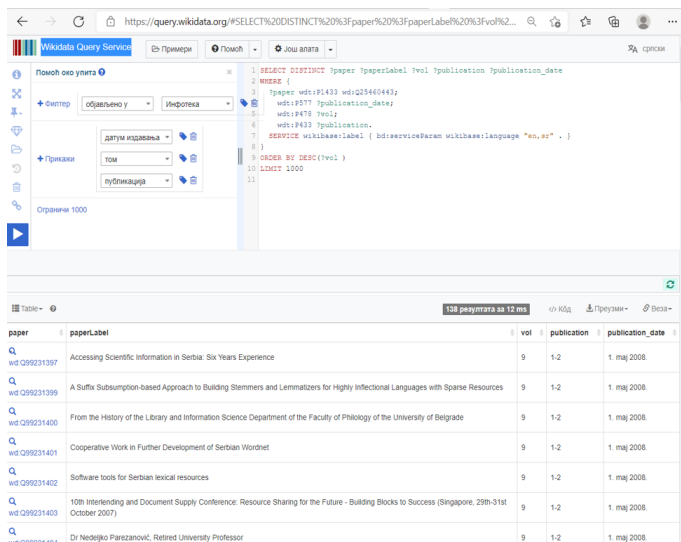 https://query.wikidata.org/#SELECT%20DISTINCT%20%3Fpaper%20%3FpaperLabel%20%3Fvol%2...
Wikidata Query Service
Примери
Помоћ
Још алата
српски
Помоћ око упита
×
+ Филтер
објављено у
Инфотека
+ Прикажи
датум издавања
том
публикација
Ограничи 1000
1 SELECT DISTINCT ?paper ?paperLabel ?vol ?publication ?publication_date
2 WHERE {
3 ?paper wdt:P1433 wd:Q25460443;
4 wdt:P577 ?publication_date;
5 wdt:P478 ?vol;
6 wdt:P433 ?publication.
7 SERVICE wikibase:label { bd:serviceParam wikibase:language "en,sr" . }
8 }
9 ORDER BY DESC(?vol )
10 LIMIT 1000
11
Table
138 резултата за 12 ms
</> Кôд
Преузми
Веза
paper paperLabel vol publication publication_date
wd:Q99231397 Accessing Scientific Information in Serbia: Six Years Experience 9 1-2 1. maj 2008.
wd:Q99231399 A Suffix Subsumption-based Approach to Building Stemmers and Lemmatizers for Highly Inflectional Languages with Sparse Resources 9 1-2 1. maj 2008.
wd:Q99231400 From the History of the Library and Information Science Department of the Faculty of Philology of the University of Belgrade 9 1-2 1. maj 2008.
wd:Q99231401 Cooperative Work in Further Development of Serbian Wordnet 9 1-2 1. maj 2008.
wd:Q99231402 Software tools for Serbian lexical resources 9 1-2 1. maj 2008.
wd:Q99231403 10th Interlending and Document Supply Conference: Resource Sharing for the Future - Building Blocks to Success (Singapore, 29th-31st
October 2007) 9 1-2 1. maj 2008.
Dr Nedeljko Parezanović, Retired University Professor 9 1-2 1. maj 2008.